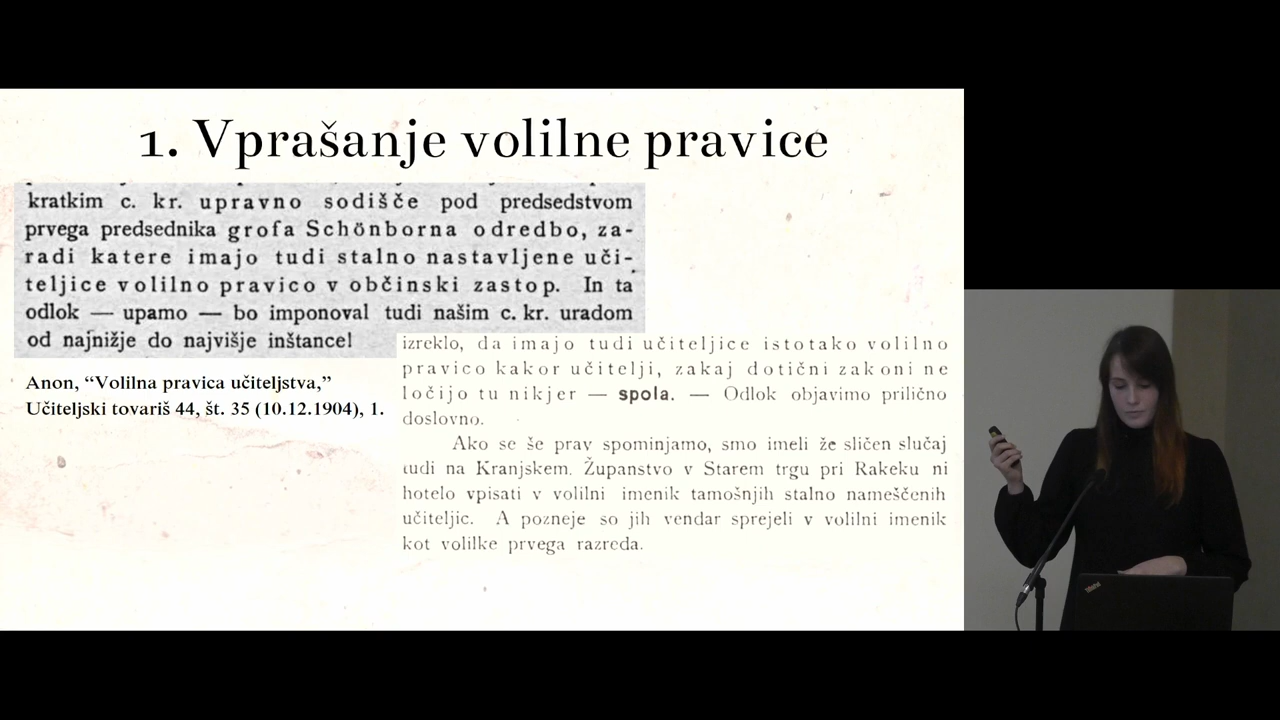 1. Vprašanje volilne pravice
kratkim c. kr. upravno sodišče pod predsedstvom
prvega predsednika grofa Schönborna odredbo, za-
radi katere imajo tudi stalno nastavljene uči-
teljice volilno pravico v občinski zastop. In ta
odlok — upamo — bo imponoval tudi našim c. kr. uradom
od najnižje do najvišje inštance!
Anon, “Volilna pravica učiteljstva,”
Učiteljski tovariš 44, št. 35 (10.12.1904), 1.
izreklo, da imajo tudi učiteljice istotako volilno
pravico kakor učitelji, zakaj dotični zakoni ne
ločijo tu nikjer — spola. — Odlok objavimo prilično
doslovno.
Ako se še prav spominjamo, smo imeli že sličen slučaj
tudi na Kranjskem. Županstvo v Starem trgu pri Rakeku ni
hotelo vpisati v volilni imenik tamošnjih stalno nameščenih
učiteljic. A pozneje so jih vendar sprejeli v volilni imenik
kot volilke prvega razreda.
ThinkPad